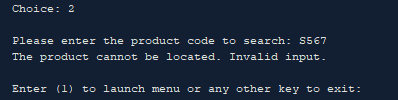 Choice: 2
Please enter the product code to search: S567
The product cannot be located. Invalid input.
Enter (1) to launch menu or any other key to exit: